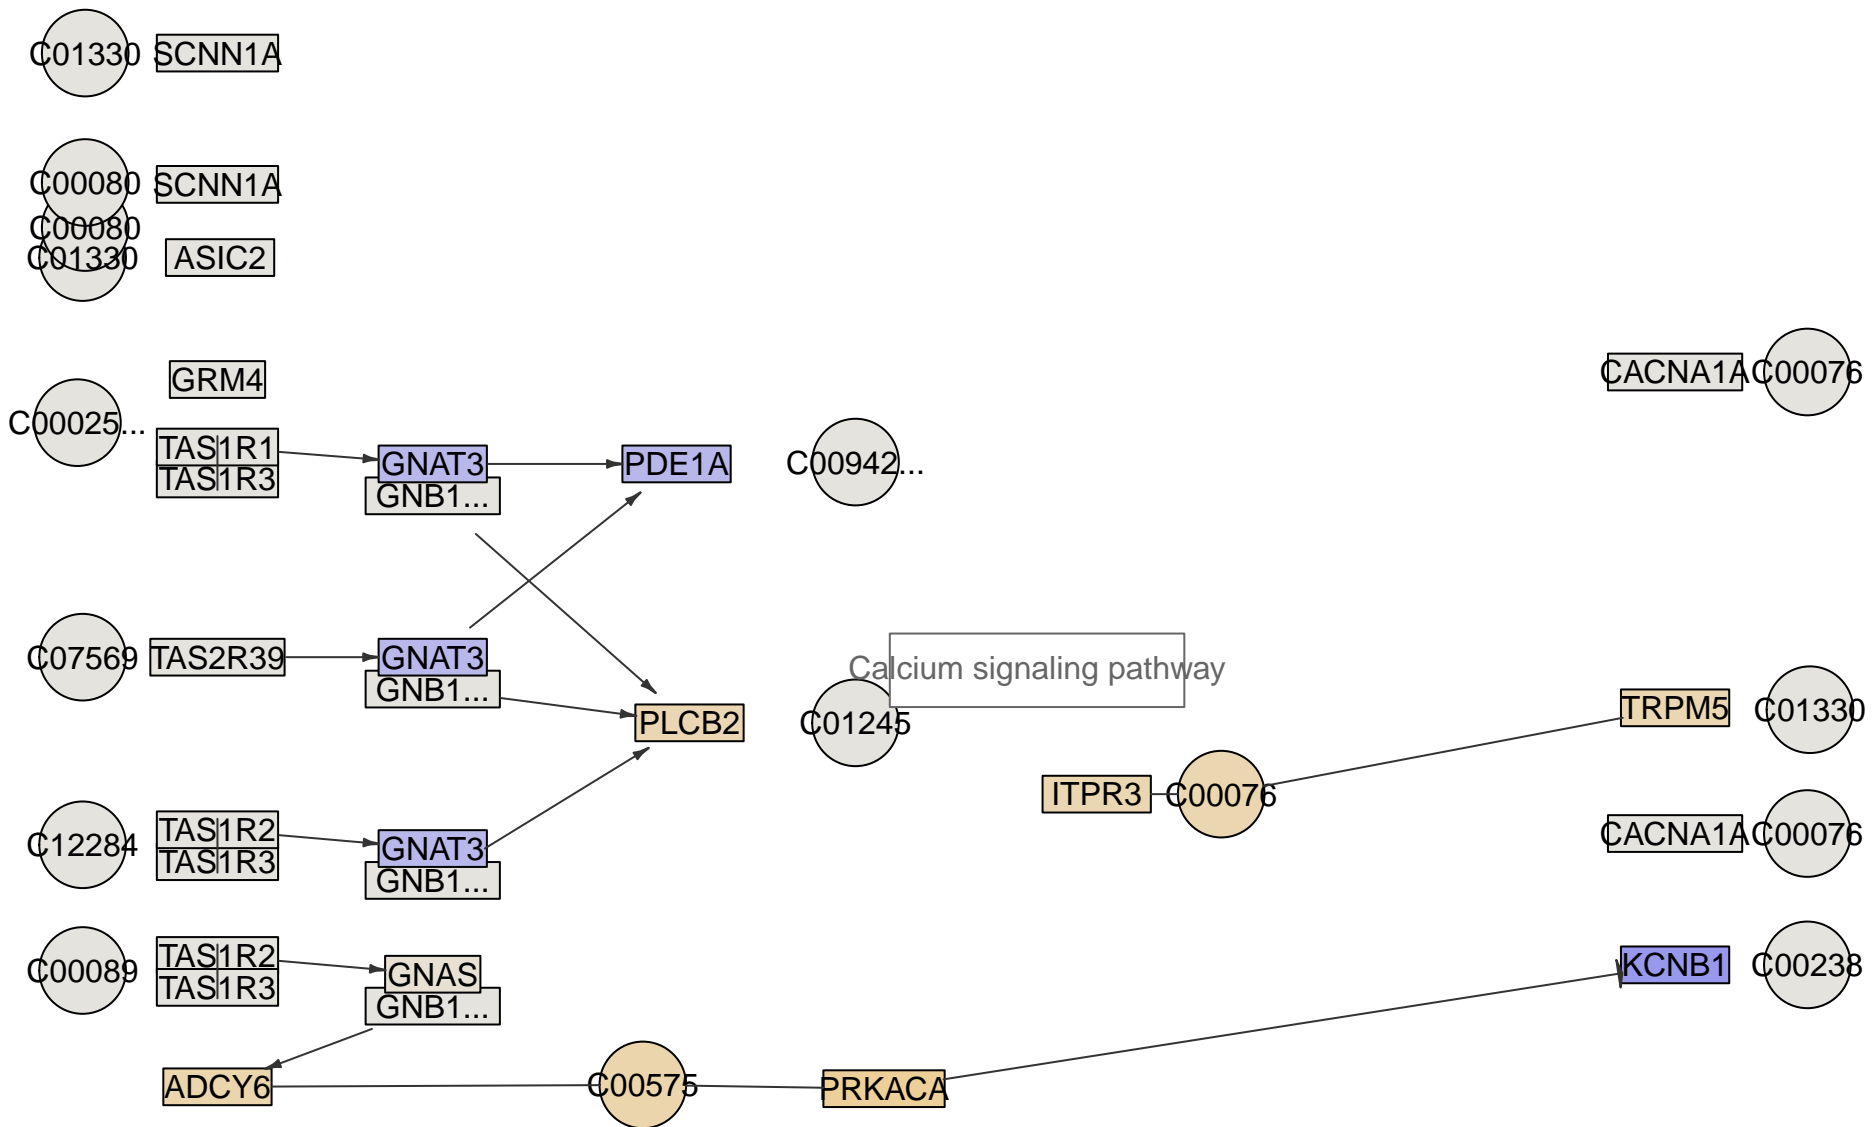 C01330 SCNN1A
C00080 SCNN1A
C00080
C01330 ASIC2
GRM4
CACNA1A C00076
C00025...
TAS1R1
GNAT3 PDE1A C00942...
TAS1R3
GNB1...
C07569 TAS2R39 GNAT3
Calcium signaling pathway
GNB1...
PLCB2 C01245
TRPM5 C01330
ITPR3 C00076
TAS1R2
C12284 GNAT3
CACNA1A C00076
TAS1R3
GNB1...
TAS1R2
C00089 GNAS
KCNB1 C00238
TAS1R3
GNB1...
ADCY6 C00575 PRKACA